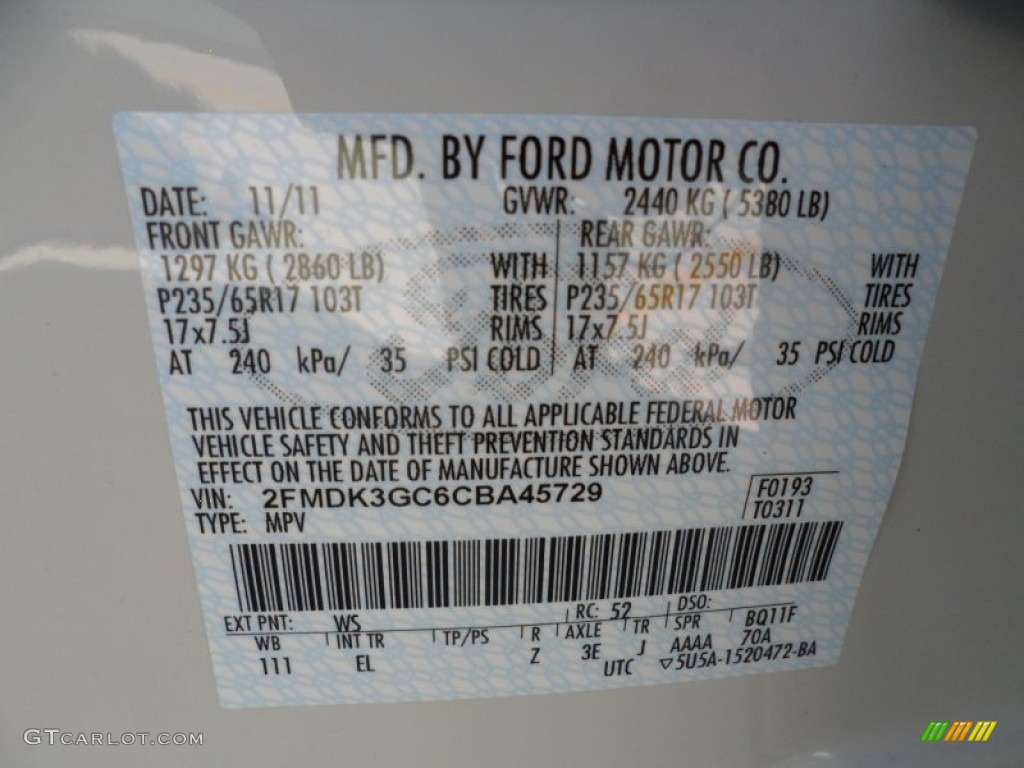 MFD. BY FORD MOTOR CO.
DATE: 11/11 GVWR: 2440 KG ( 5380 LB)
FRONT GAWR: REAR GAWR:
1297 KG ( 2860 LB) WITH 1157 KG ( 2550 LB) WITH
P235/65R17 103T TIRES P235/65R17 103T TIRES
17x7.5J RIMS 17x7.5J RIMS
AT 240 kPa/ 35 PSI COLD AT 240 kPa/ 35 PSI COLD
THIS VEHICLE CONFORMS TO ALL APPLICABLE FEDERAL MOTOR
VEHICLE SAFETY AND THEFT PREVENTION STANDARDS IN
EFFECT ON THE DATE OF MANUFACTURE SHOWN ABOVE.
VIN: 2FMDK3GC6CBA45729 F0193
TYPE: MPV T0311
EXT PNT: WS RC: 52 DSO:
WB INT TR TP/PS R AXLE TR SPR BQ11F
111 EL Z 3E J AAAA 70A
UTC ▽5U5A-1520472-BA
GTCARLOT.COM